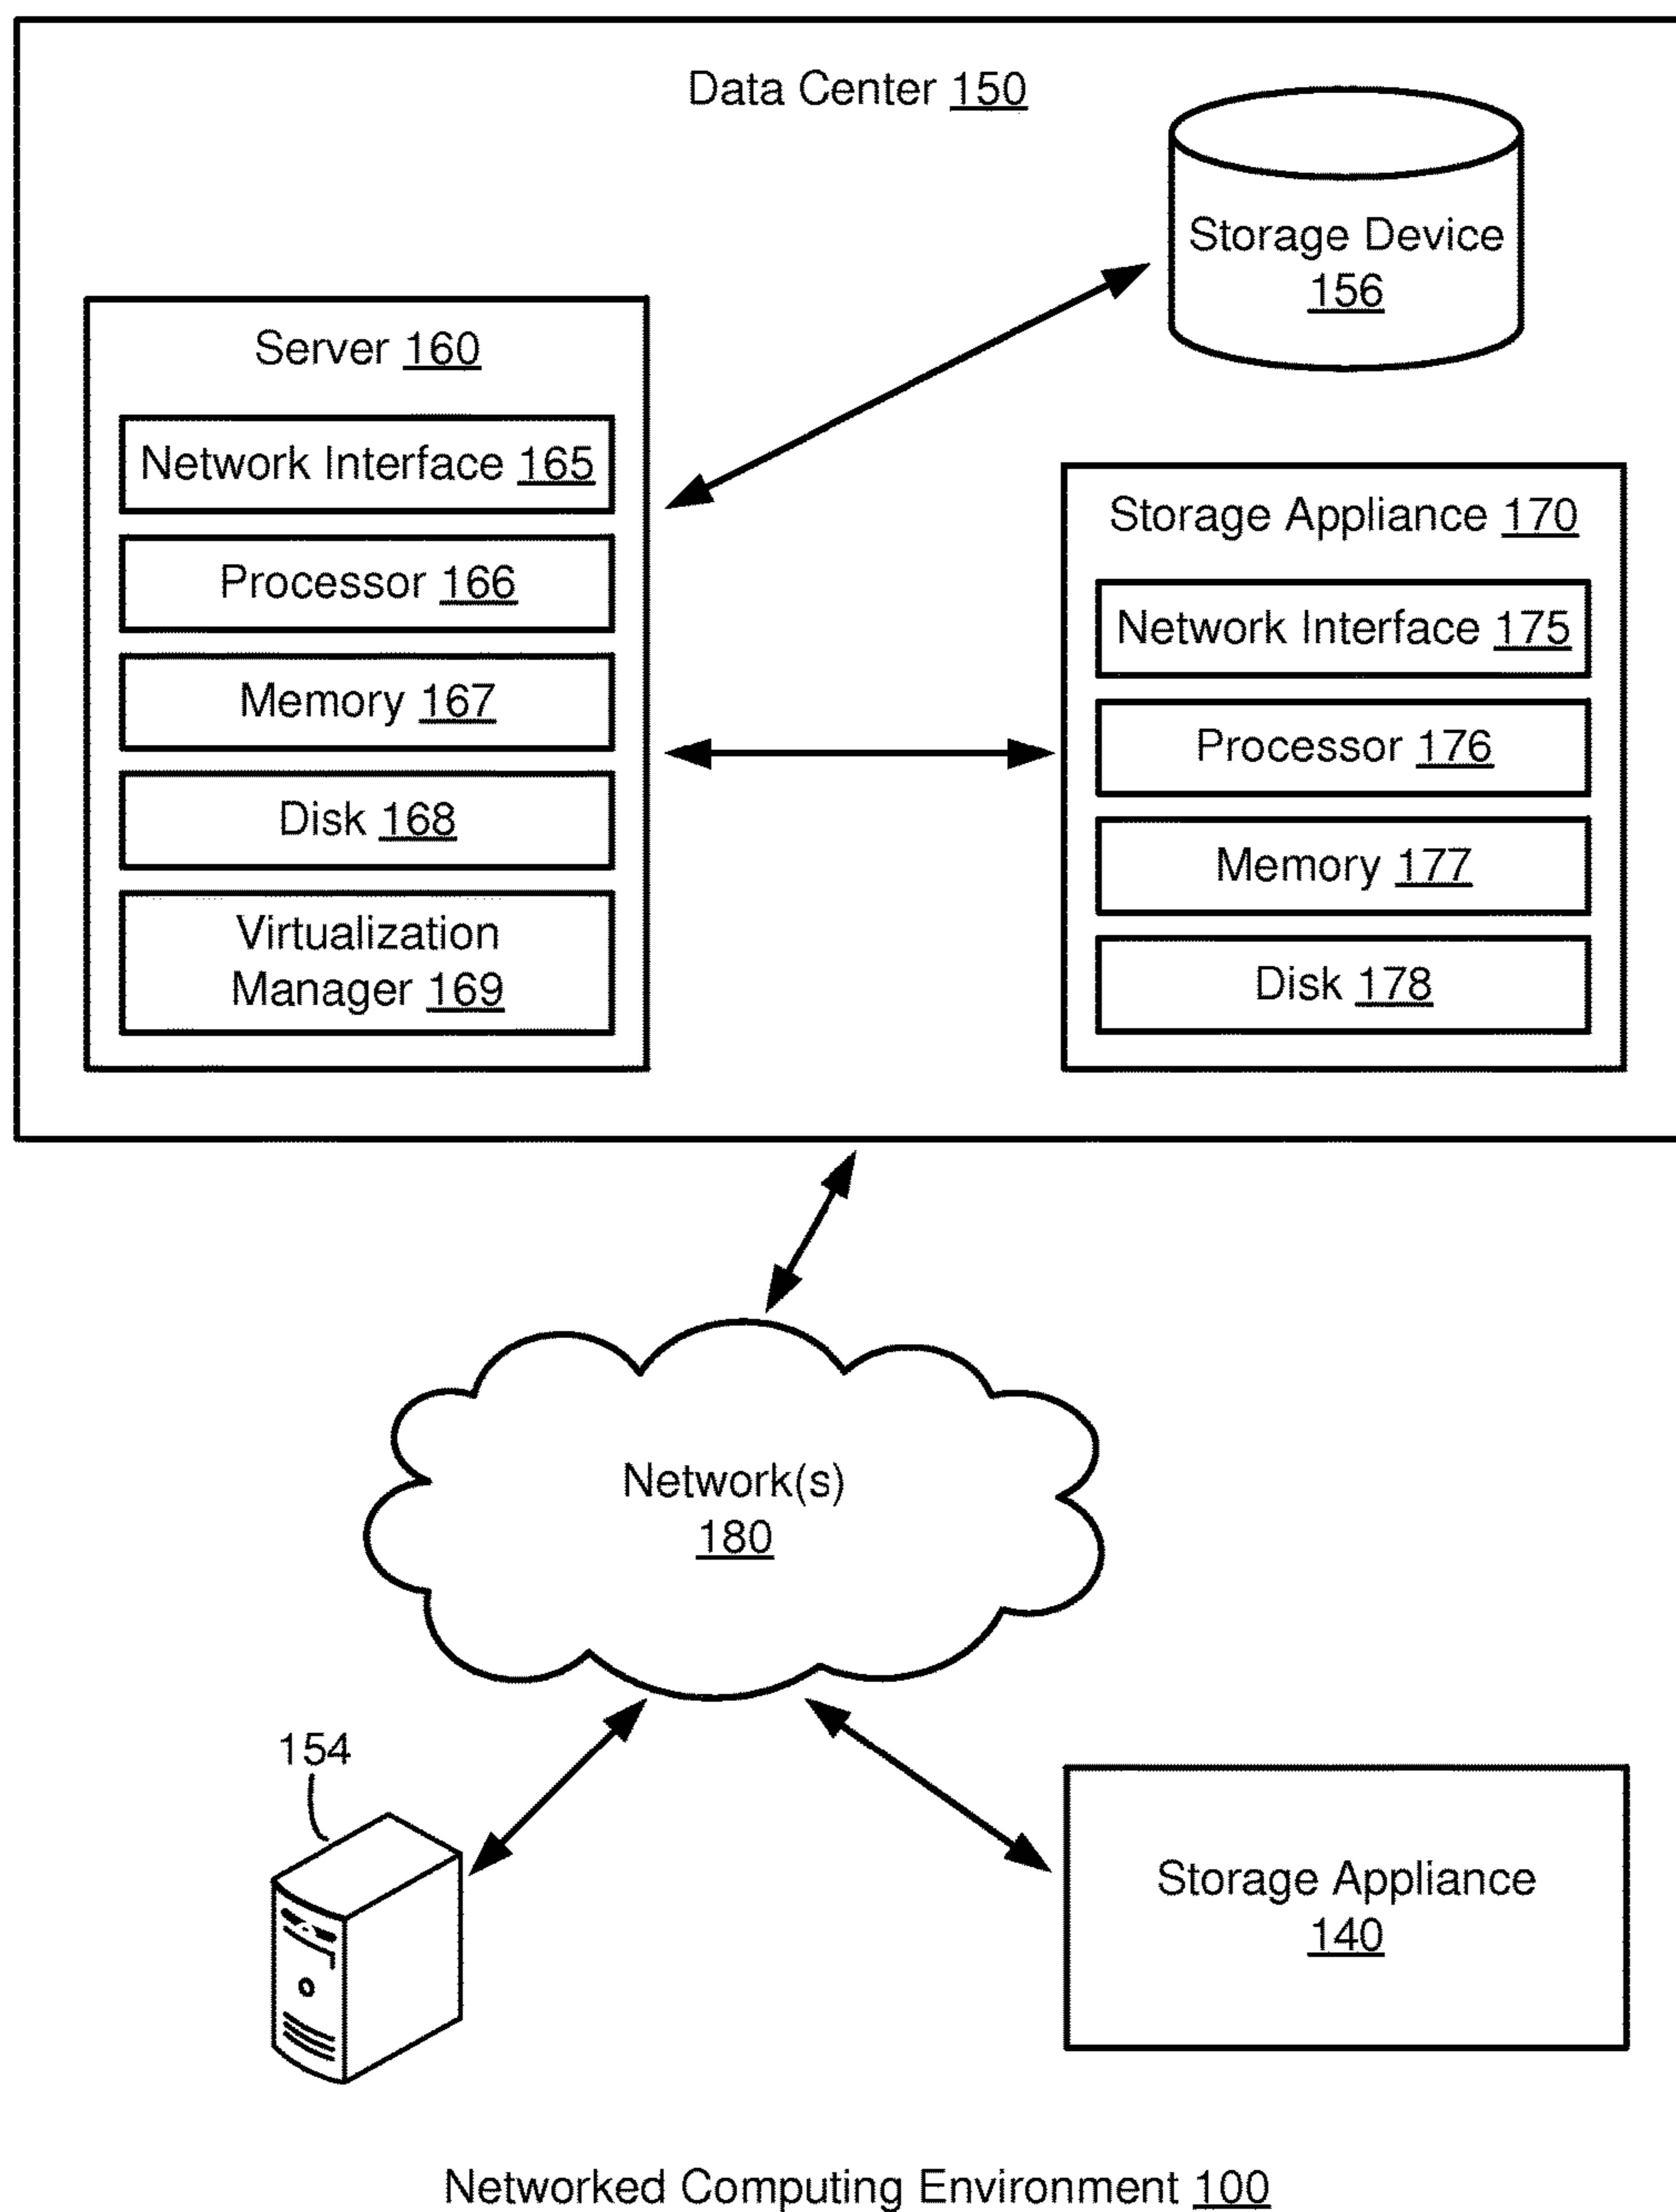 Data Center 150
Storage Device
156
Server 160
Network Interface 165
Processor 166
Memory 167
Disk 168
Virtualization
Manager 169
Storage Appliance 170
Network Interface 175
Processor 176
Memory 177
Disk 178
Network(s)
180
154
Storage Appliance
140
Networked Computing Environment 100